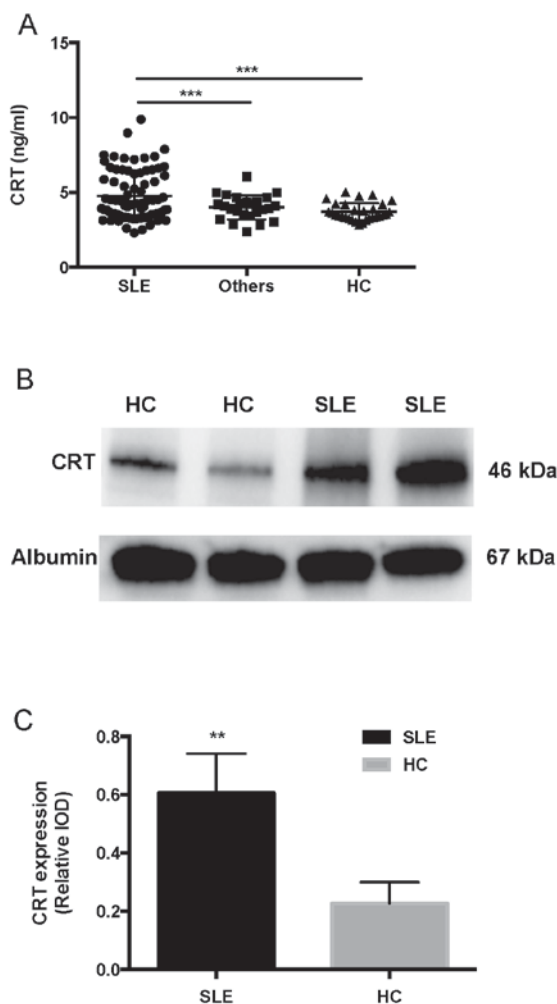 A
15
10
5
0
CRT (ng/ml)
***
***
SLE Others HC
B
HC HC SLE SLE
CRT 46 kDa
Albumin 67 kDa
C
0.8
0.6
0.4
0.2
0.0
CRT expression
(Relative IOD)
**
SLE
HC
SLE HC